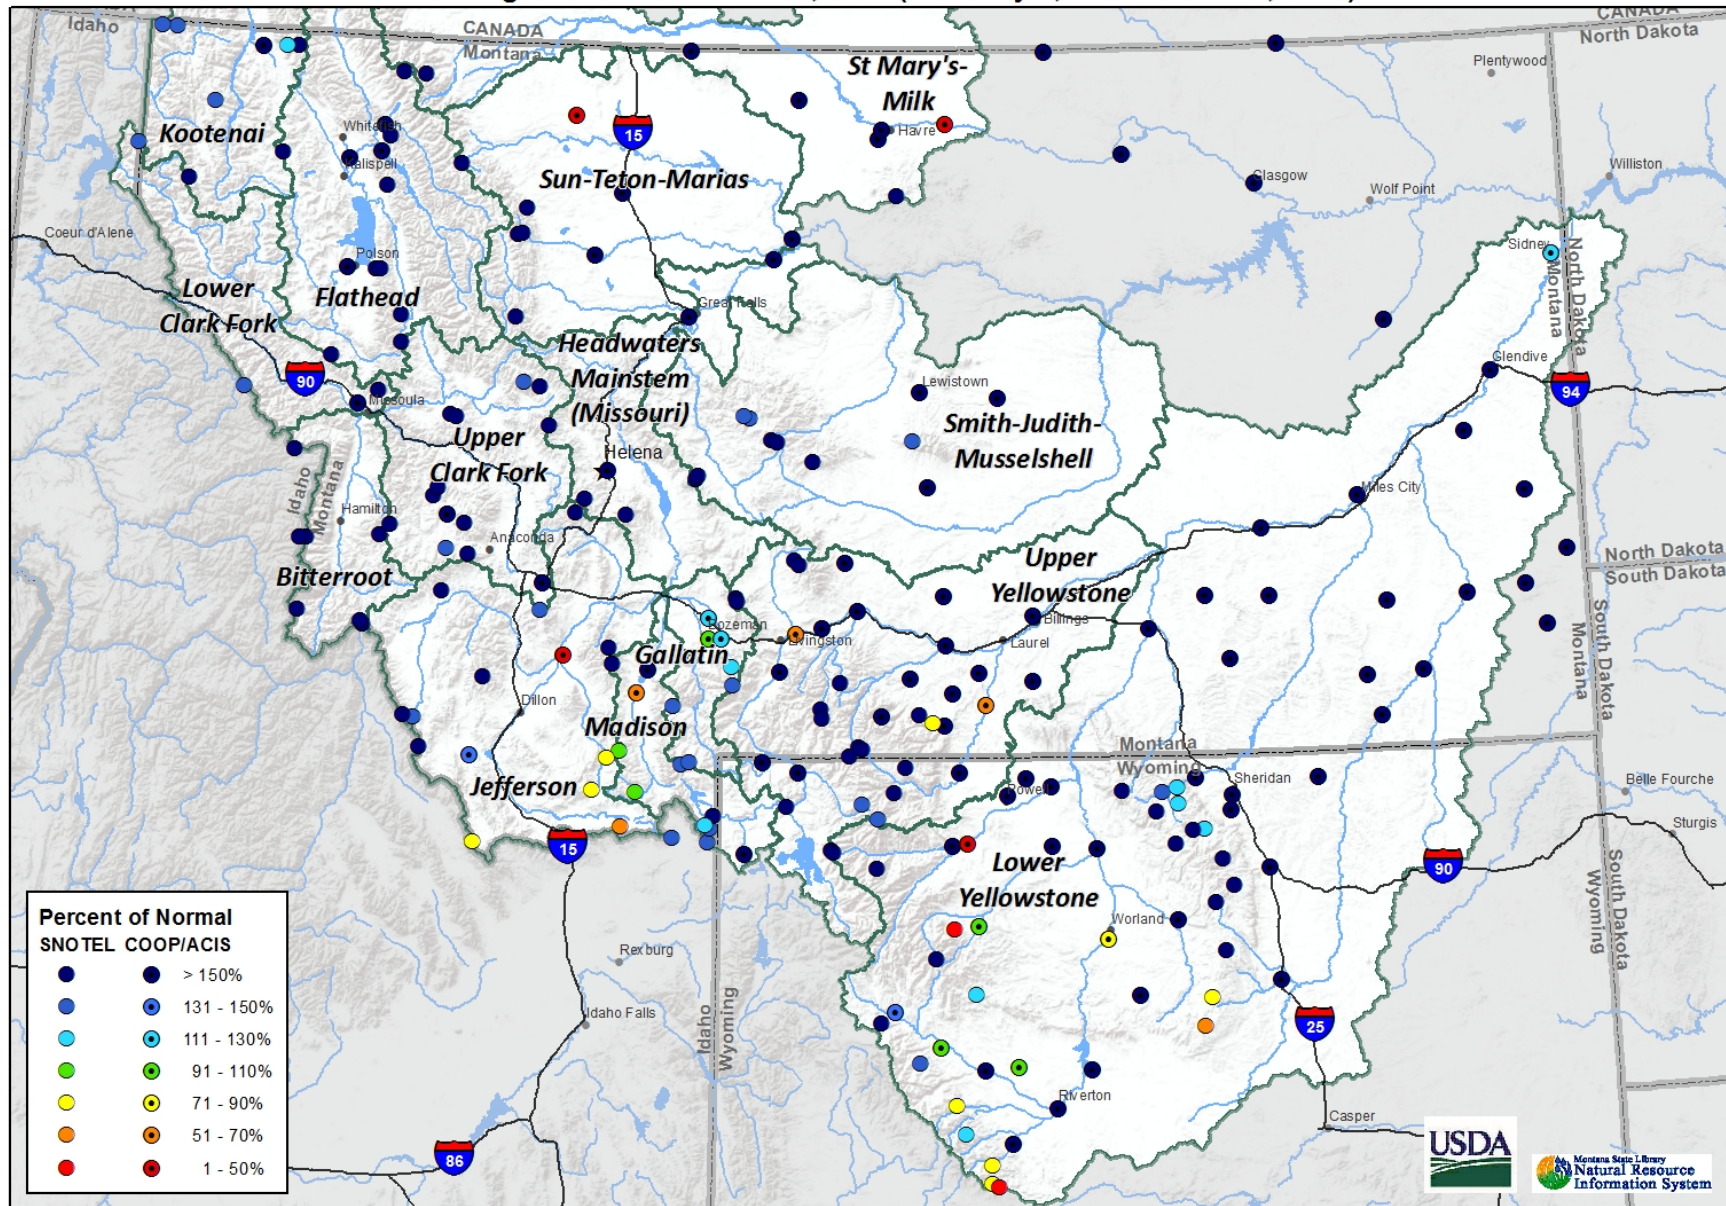 CANADA
Idaho
CANADA
Montana
North Dakota
Plentywood
St Mary's-
Milk
Kootenai
Whitefish
15
Havre
Kalispell
Sun-Teton-Marias
Glasgow
Wolf Point
Williston
Coeur d'Alene
Polson
Sidney
North Dakota
Montana
Lower
Clark Fork
Flathead
Great Falls
Headwaters
Mainstem
(Missouri)
Glendive
90
Missoula
Lewistown
94
Smith-Judith-
Musselshell
Upper
Clark Fork
Helena
Idaho
Montana
Miles City
Hamilton
Anaconda
Bitterroot
Upper
Yellowstone
North Dakota
South Dakota
Bozeman
Livingston
Billings
Laurel
Gallatin
South Dakota
Montana
Dillon
Madison
Montana
Wyoming
Jefferson
Powell
Sheridan
Belle Fourche
Sturgis
15
90
Lower
Yellowstone
South Dakota
Wyoming
Worland
Rexburg
Idaho Falls
Idaho
Wyoming
25
Riverton
Casper
86
Percent of Normal
SNOTEL COOP/ACIS
> 150%
131 - 150%
111 - 130%
91 - 110%
71 - 90%
51 - 70%
1 - 50%
USDA
Montana State Library
Natural Resource
Information System